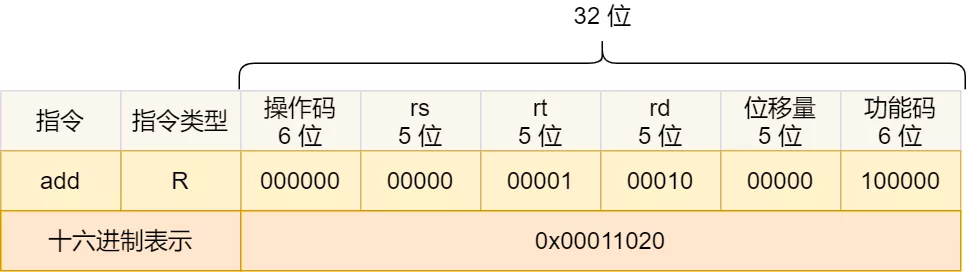 32 位
指令
指令类型
操作码
6 位
rs
5 位
rt
5 位
rd
5 位
位移量
5 位
功能码
6 位
add
R
000000
00000
00001
00010
00000
100000
十六进制表示
0x00011020